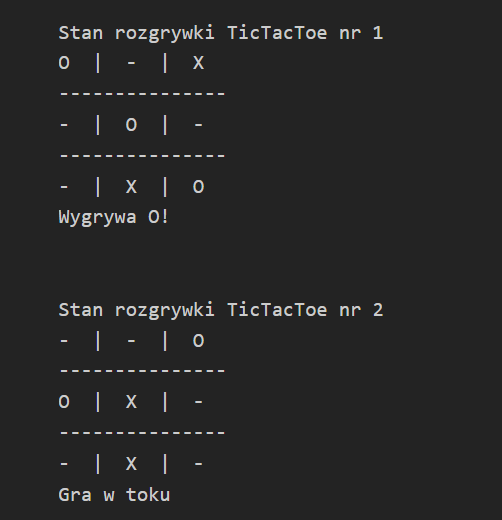 Stan rozgrywki TicTacToe nr 1
O | - | X
---------------
- | O | -
---------------
- | X | O
Wygrywa O!
Stan rozgrywki TicTacToe nr 2
- | - | O
---------------
O | X | -
---------------
- | X | -
Gra w toku